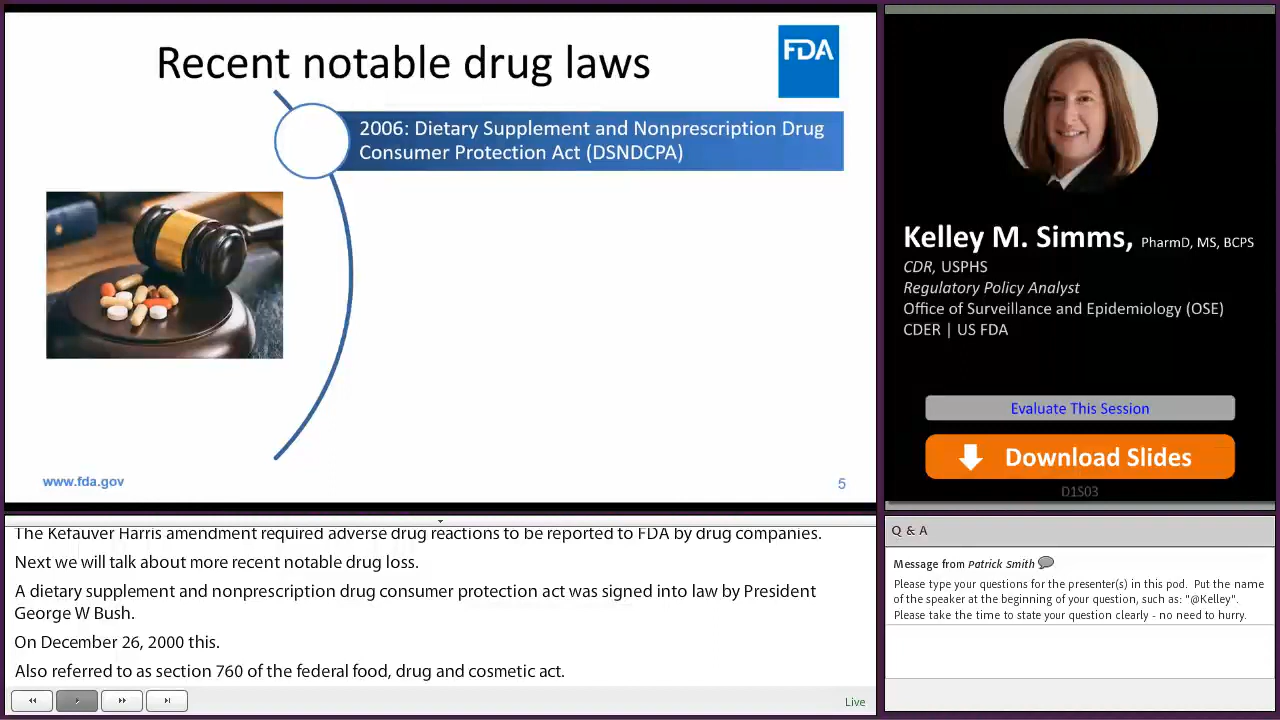 Recent notable drug laws
FDA
2006: Dietary Supplement and Nonprescription Drug
Consumer Protection Act (DSNDCPA)
www.fda.gov
5
Kelley M. Simms, PharmD, MS, BCPS
CDR, USPHS
Regulatory Policy Analyst
Office of Surveillance and Epidemiology (OSE)
CDER | US FDA
Evaluate This Session
Download Slides
D1S03
The Kefauver Harris amendment required adverse drug reactions to be reported to FDA by drug companies.
Next we will talk about more recent notable drug loss.
A dietary supplement and nonprescription drug consumer protection act was signed into law by President
George W Bush.
On December 26, 2000 this.
Also referred to as section 760 of the federal food, drug and cosmetic act.
Live
Q & A
Message from Patrick Smith
Please type your questions for the presenter(s) in this pod. Put the name
of the speaker at the beginning of your question, such as: "@Kelley".
Please take the time to state your question clearly - no need to hurry.